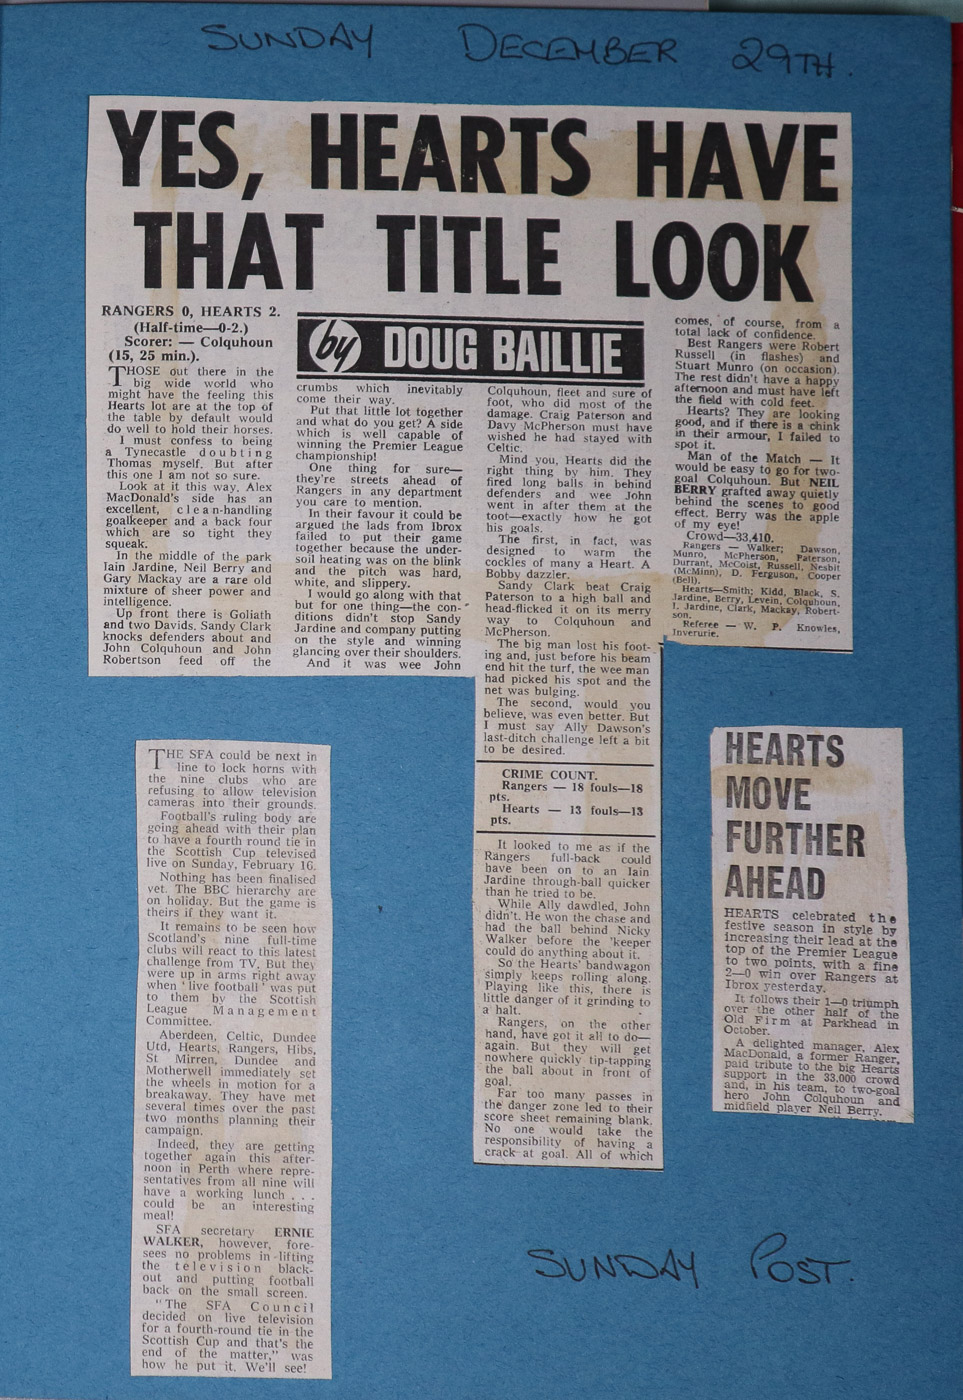 SUNDAY DECEMBER 29TH.
YES, HEARTS HAVE
THAT TITLE LOOK
RANGERS 0, HEARTS 2.
(Half-time—0-2.)
Scorer: — Colquhoun
(15, 25 min.).
THOSE out there in the
big wide world who
might have the feeling this
Hearts lot are at the top of
the table by default would
do well to hold their horses.
I must confess to being
a Tynecastle doubting
Thomas myself. But after
this one I am not so sure.
Look at it this way. Alex
MacDonald's side has an
excellent, clean-handling
goalkeeper and a back four
which are so tight they
squeak.
In the middle of the park
Iain Jardine, Neil Berry and
Gary Mackay are a rare old
mixture of sheer power and
intelligence.
Up front there is Goliath
and two Davids. Sandy Clark
knocks defenders about and
John Colquhoun and John
Robertson feed off the
by DOUG BAILLIE
crumbs which inevitably
come their way.
Put that little lot together
and what do you get? A side
which is well capable of
winning the Premier League
championship!
One thing for sure—
they're streets ahead of
Rangers in any department
you care to mention.
In their favour it could be
argued the lads from Ibrox
failed to put their game
together because the under-
soil heating was on the blink
and the pitch was hard,
white, and slippery.
I would go along with that
but for one thing—the con-
ditions didn't stop Sandy
Jardine and company putting
on the style and winning
glancing over their shoulders.
And it was wee John
Colquhoun, fleet and sure of
foot, who did most of the
damage. Craig Paterson and
Davy McPherson must have
wished he had stayed with
Celtic.
Mind you, Hearts did the
right thing by him. They
fired long balls in behind
defenders and wee John
went in after them at the
toot—exactly how he got
his goals.
The first, in fact, was
designed to warm the
cockles of many a Heart. A
Bobby dazzler.
Sandy Clark beat Craig
Paterson to a high ball and
head-flicked it on its merry
way to Colquhoun and
McPherson.
The big man lost his foot-
ing and, just before his beam
end hit the turf, the wee man
had picked his spot and the
net was bulging.
The second, would you
believe, was even better. But
I must say Ally Dawson's
last-ditch challenge left a bit
to be desired.
CRIME COUNT.
Rangers — 18 fouls—18
pts.
Hearts — 13 fouls—13
pts.
It looked to me as if the
Rangers full-back could
have been on to an Iain
Jardine through-ball quicker
than he tried to be.
While Ally dawdled, John
didn't. He won the chase and
had the ball behind Nicky
Walker before the 'keeper
could do anything about it.
So the Hearts' bandwagon
simply keeps rolling along.
Playing like this, there is
little danger of it grinding to
a halt.
Rangers, on the other
hand, have got it all to do—
again. But they will get
nowhere quickly tip-tapping
the ball about in front of
goal.
Far too many passes in
the danger zone led to their
score sheet remaining blank.
No one would take the
responsibility of having a
crack at goal. All of which
comes, of course, from a
total lack of confidence.
Best Rangers were Robert
Russell (in flashes) and
Stuart Munro (on occasion).
The rest didn't have a happy
afternoon and must have left
the field with cold feet.
Hearts? They are looking
good, and if there is a chink
in their armour, I failed to
spot it.
Man of the Match — It
would be easy to go for two-
goal Colquhoun. But NEIL
BERRY grafted away quietly
behind the scenes to good
effect. Berry was the apple
of my eye!
Crowd—33,410.
Rangers — Walker; Dawson,
Munro, McPherson, Paterson,
Durrant, McCoist, Russell, Nesbit
(McMinn), D. Ferguson, Cooper
(Bell).
Hearts—Smith; Kidd, Black, S.
Jardine, Berry, Levein, Colquhoun,
I. Jardine, Clark, Mackay, Robert-
son.
Referee — W. P. Knowles,
Inverurie.
THE SFA could be next in
line to lock horns with
the nine clubs who are
refusing to allow television
cameras into their grounds.
Football's ruling body are
going ahead with their plan
to have a fourth round tie in
the Scottish Cup televised
live on Sunday, February 16.
Nothing has been finalised
yet. The BBC hierarchy are
on holiday. But the game is
theirs if they want it.
It remains to be seen how
Scotland's nine full-time
clubs will react to this latest
challenge from TV. But they
were up in arms right away
when 'live football' was put
to them by the Scottish
League Management
Committee.
Aberdeen, Celtic, Dundee
Utd, Hearts, Rangers, Hibs,
St Mirren, Dundee and
Motherwell immediately set
the wheels in motion for a
breakaway. They have met
several times over the past
two months planning their
campaign.
Indeed, they are getting
together again this after-
noon in Perth where repre-
sentatives from all nine will
have a working lunch . . .
could be an interesting
meal!
SFA secretary ERNIE
WALKER, however, fore-
sees no problems in lifting
the television black-
out and putting football
back on the small screen.
"The SFA Council
decided on live television
for a fourth-round tie in the
Scottish Cup and that's the
end of the matter," was
how he put it. We'll see!
HEARTS
MOVE
FURTHER
AHEAD
HEARTS celebrated the
festive season in style by
increasing their lead at the
top of the Premier League
to two points, with a fine
2—0 win over Rangers at
Ibrox yesterday.
It follows their 1—0 triumph
over the other half of the
Old Firm at Parkhead in
October.
A delighted manager, Alex
MacDonald, a former Ranger,
paid tribute to the big Hearts
support in the 33,000 crowd
and, in his team, to two-goal
hero John Colquhoun and
midfield player Neil Berry.
SUNDAY POST.